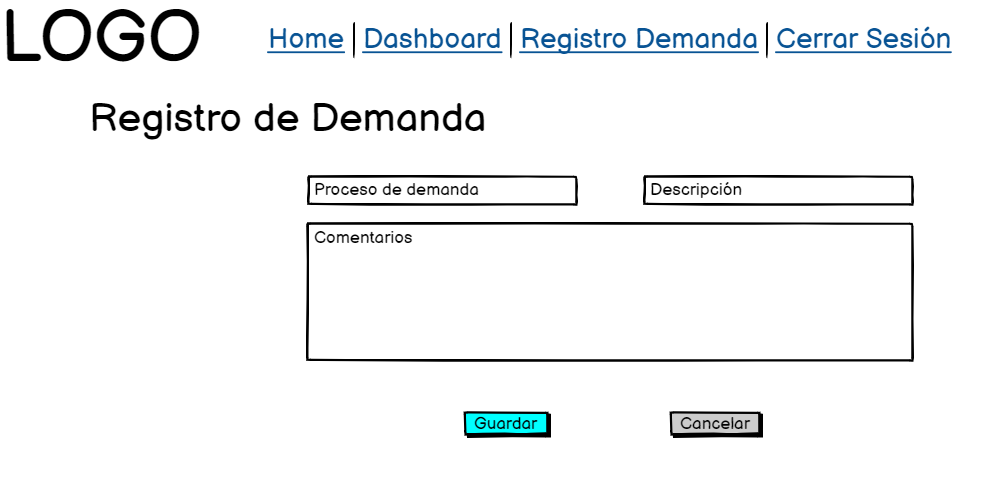 LOGO
Home | Dashboard | Registro Demanda | Cerrar Sesión
Registro de Demanda
Proceso de demanda
Descripción
Comentarios
Guardar
Cancelar